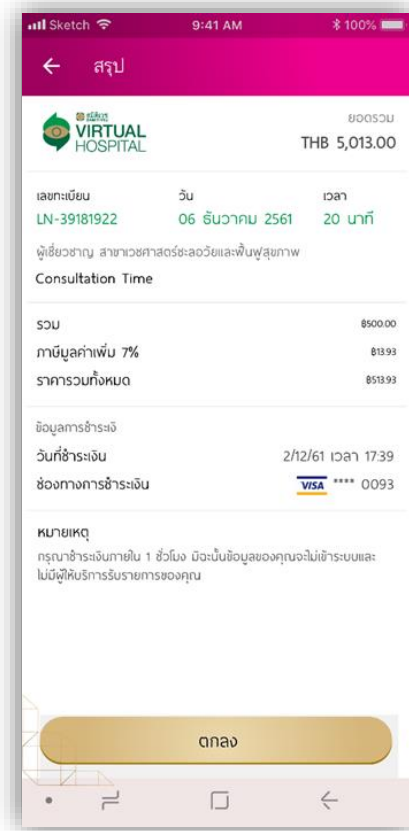 Sketch 9:41 AM 100%
สรุป
สมิติเวช
VIRTUAL
HOSPITAL
ยอดรวม
THB 5,013.00
เลขทะเบียน วัน เวลา
LN-39181922 06 ธันวาคม 2561 20 นาที
ผู้เชี่ยวชาญ สาขาเวชศาสตร์ชะลอวัยและฟื้นฟูสุขภาพ
Consultation Time
รวม ฿500.00
ภาษีมูลค่าเพิ่ม 7% ฿13.93
ราคารวมทั้งหมด ฿513.93
ข้อมูลการชำระเงิ
วันที่ชำระเงิน 2/12/61 เวลา 17:39
ช่องทางการชำระเงิน VISA **** 0093
หมายเหตุ
กรุณาชำระเงินภายใน 1 ชั่วโมง มิฉะนั้นข้อมูลของคุณจะไม่เข้าระบบและ
ไม่มีผู้ให้บริการรับรายการของคุณ
ตกลง